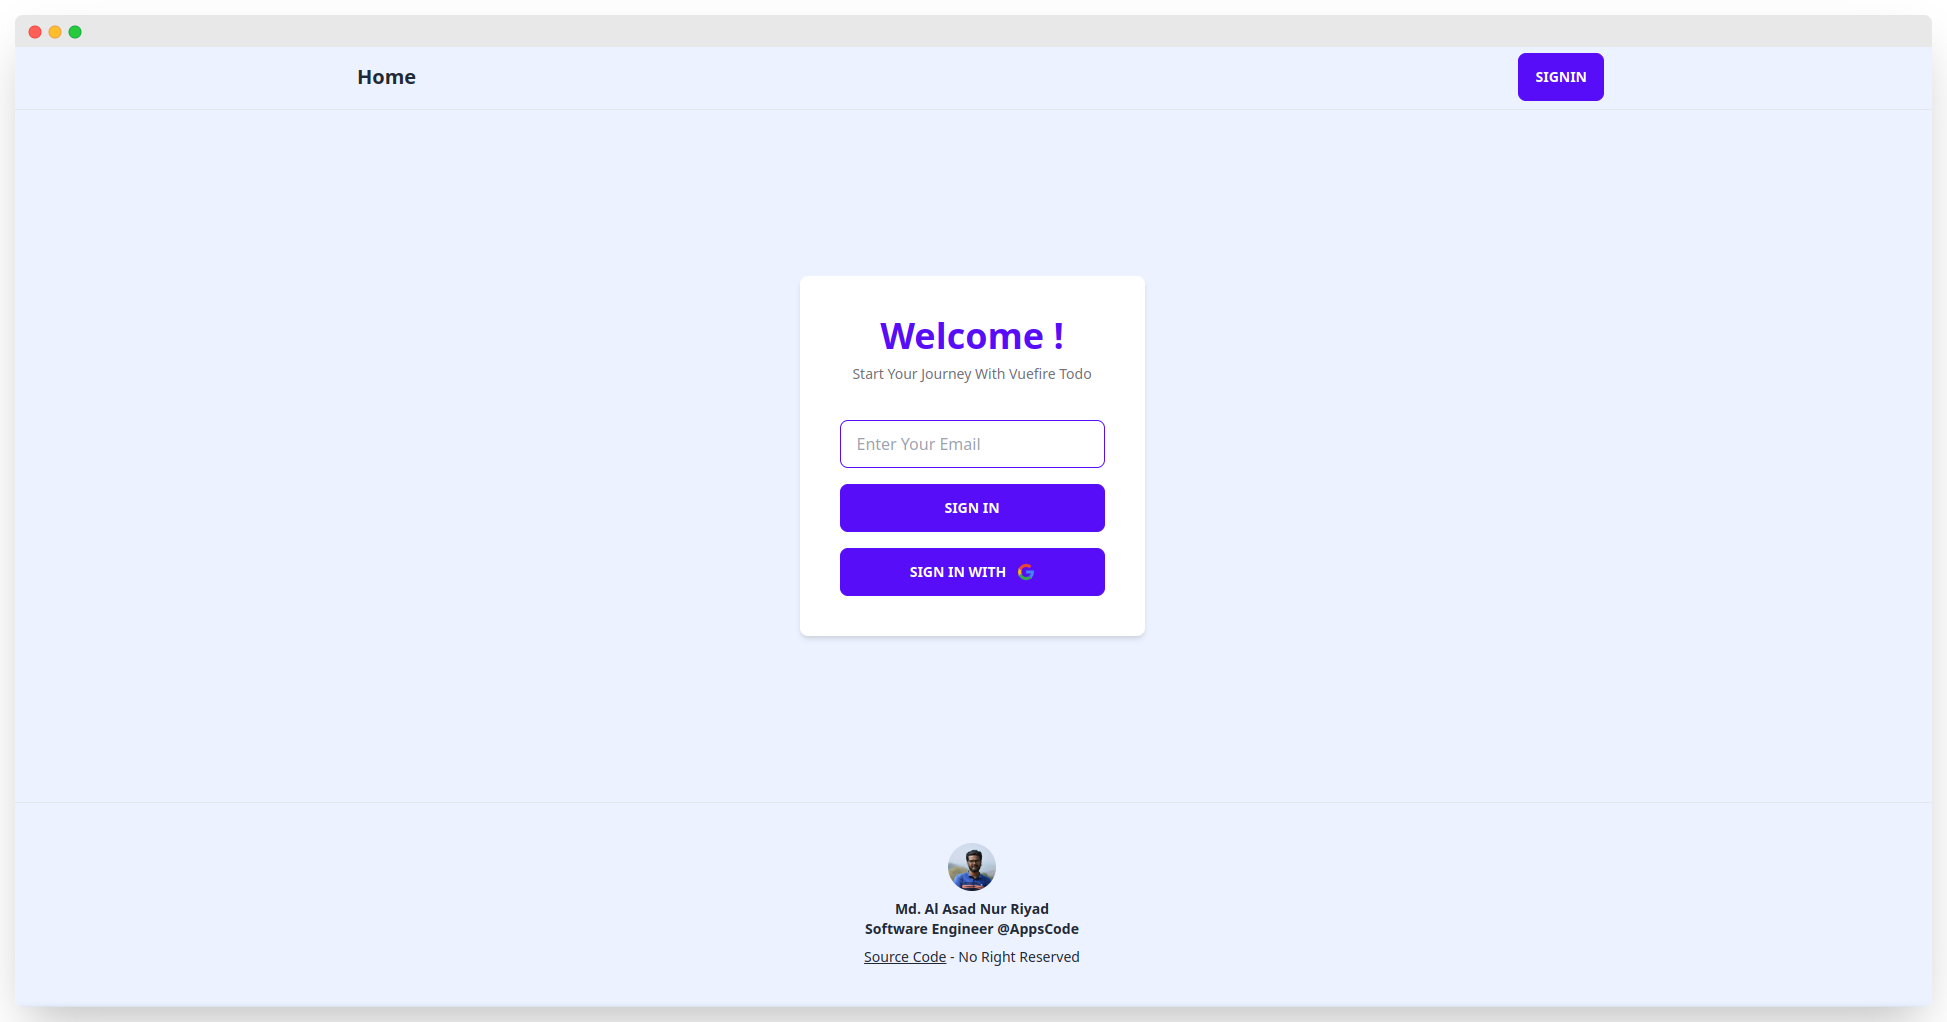 Home
SIGNIN
Welcome !
Start Your Journey With Vuefire Todo
Enter Your Email
SIGN IN
SIGN IN WITH
Md. Al Asad Nur Riyad
Software Engineer @AppsCode
Source Code - No Right Reserved